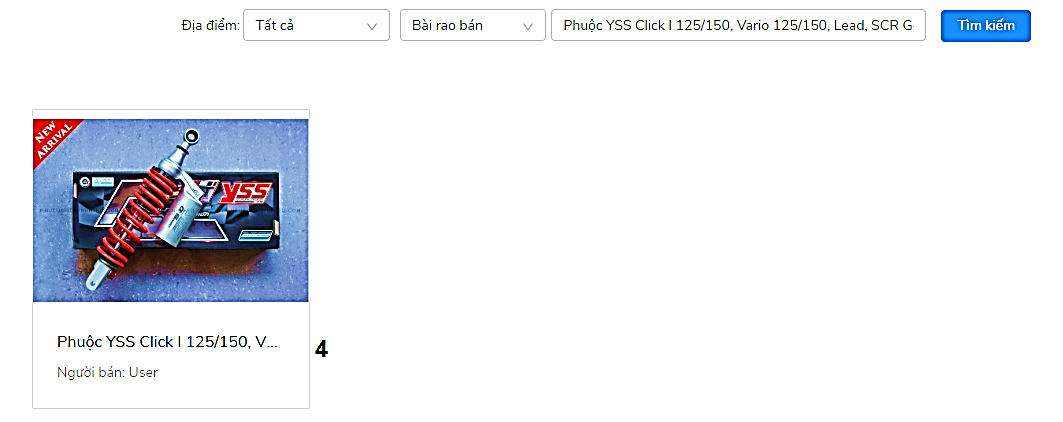 Địa điểm: Tất cả Bài rao bán Phuộc YSS Click I 125/150, Vario 125/150, Lead, SCR G Tìm kiếm
NEW
ARRIVAL
YSS
Phuộc YSS Click I 125/150, V...
4
Người bán: User